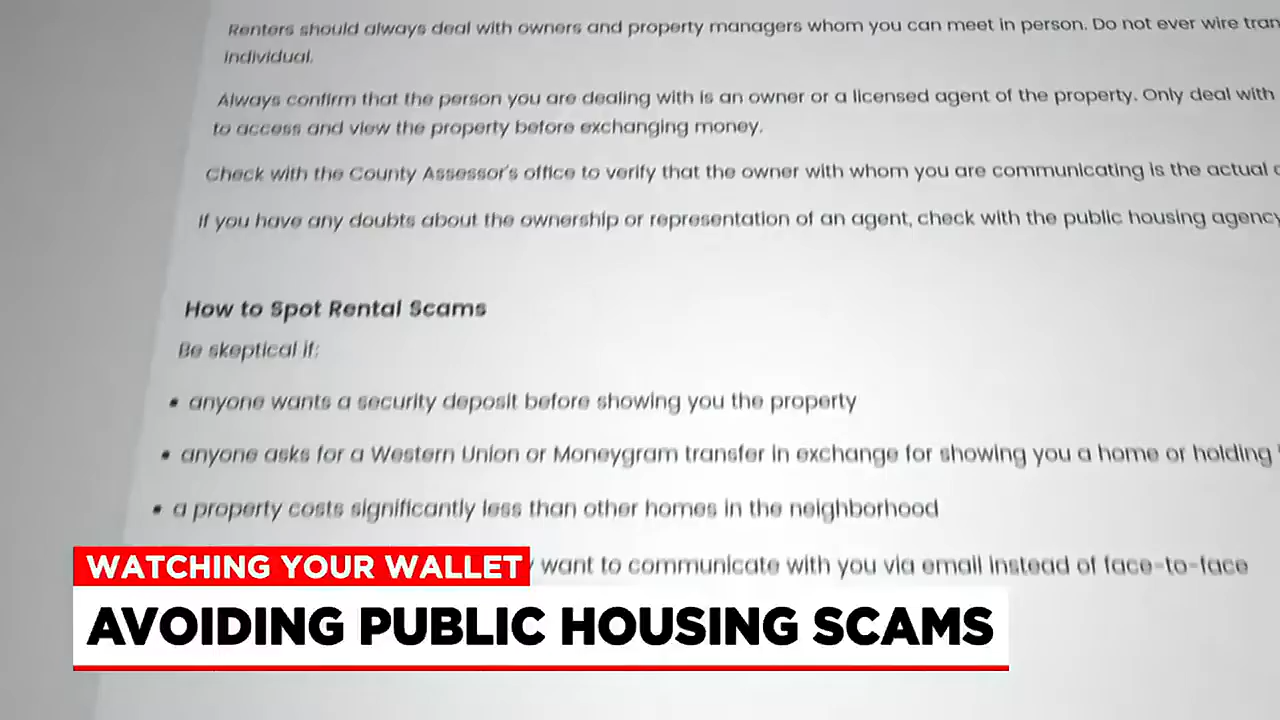 Renters should always deal with owners and property managers whom you can meet in person. Do not ever wire
individual.
Always confirm that the person you are dealing with is an owner or a licensed agent of the property. Only deal with
to access and view the property before exchanging money.
Check with the County Assessor's office to verify that the owner with whom you are communicating is the actual
If you have any doubts about the ownership or representation of an agent, check with the public housing agency
How to Spot Rental Scams
Be skeptical if:
• anyone wants a security deposit before showing you the property
• anyone asks for a Western Union or Moneygram transfer in exchange for showing you a home or holding
• a property costs significantly less than other homes in the neighborhood
want to communicate with you via email instead of face-to-face
WATCHING YOUR WALLET
AVOIDING PUBLIC HOUSING SCAMS